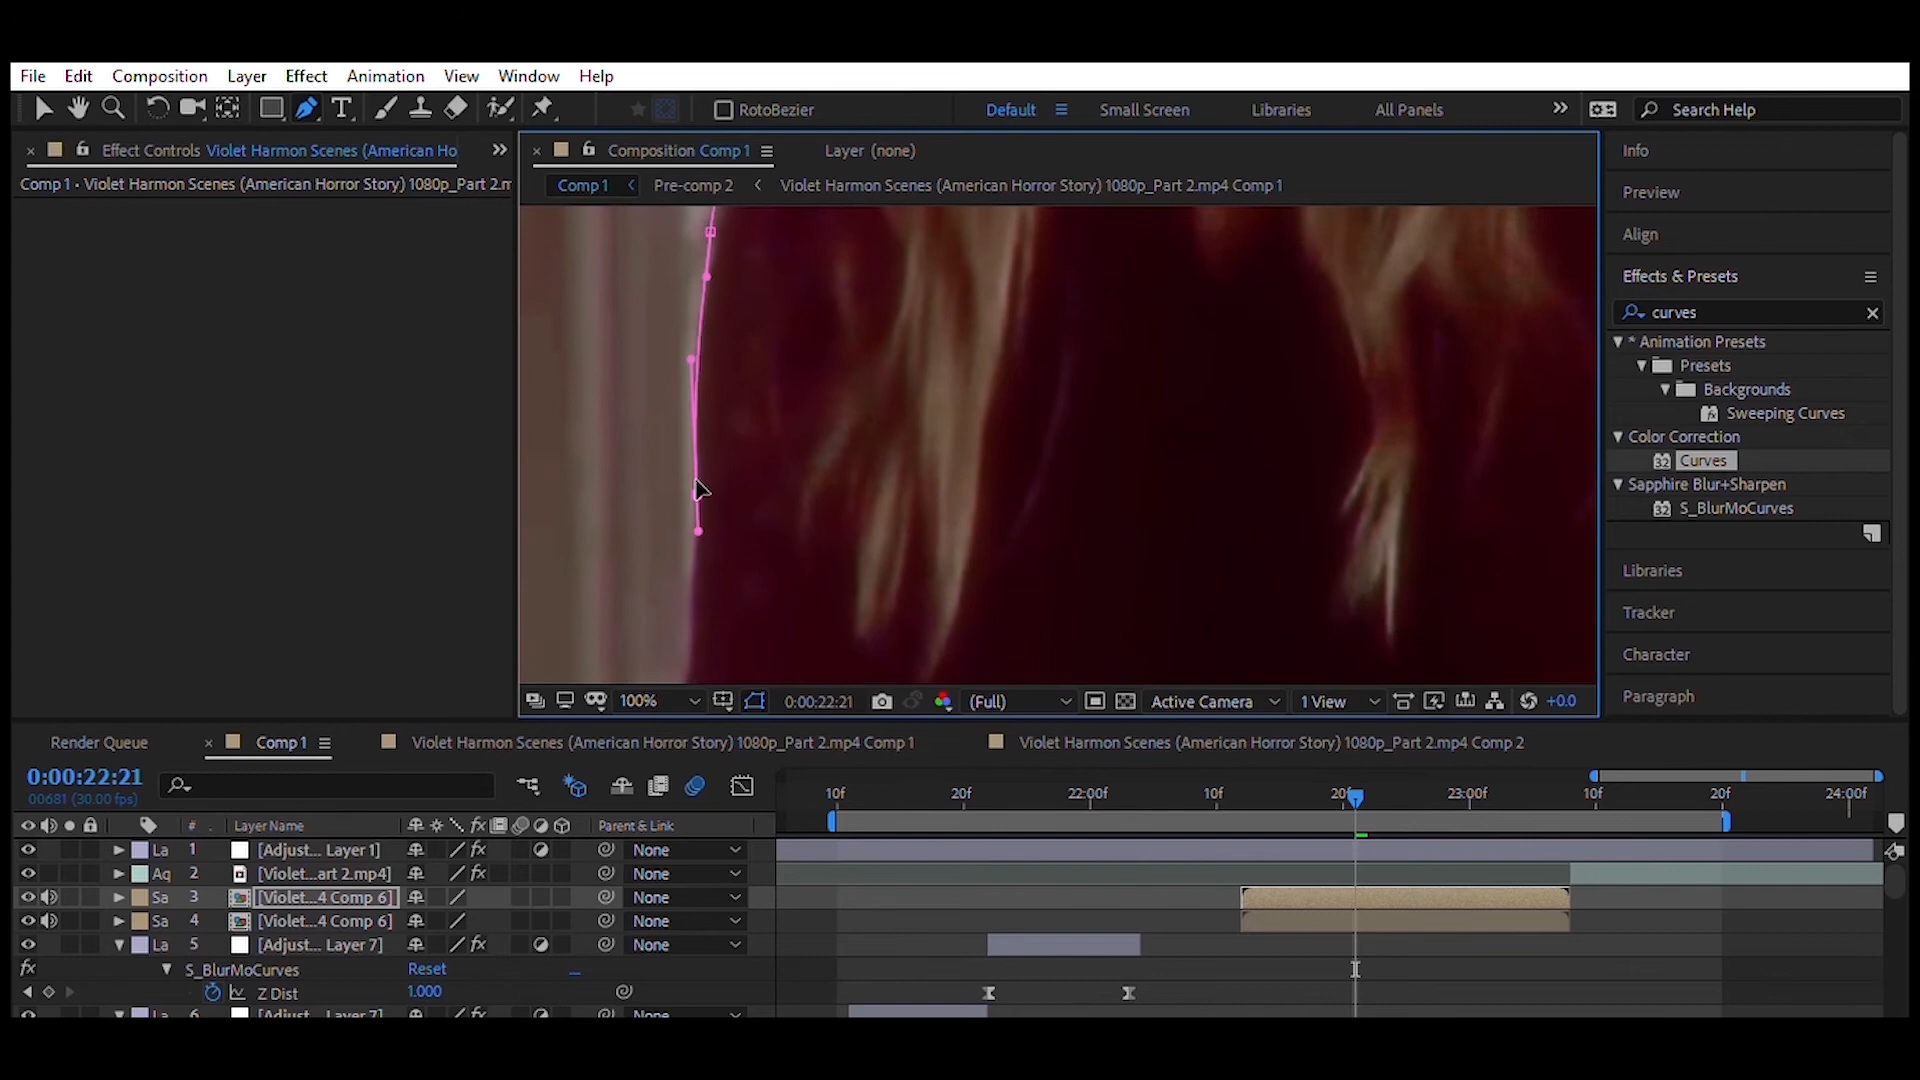 File Edit Composition Layer Effect Animation View Window Help
RotoBezier Default Small Screen Libraries All Panels Search Help
Effect Controls Violet Harmon Scenes (American Ho
Composition Comp 1 Layer (none)
Info
Comp 1 · Violet Harmon Scenes (American Horror Story) 1080p_Part 2.m
Comp 1 Pre-comp 2 Violet Harmon Scenes (American Horror Story) 1080p_Part 2.mp4 Comp 1
Preview
Align
Effects & Presets
curves
* Animation Presets
Presets
Backgrounds
Sweeping Curves
Color Correction
32 Curves
Sapphire Blur+Sharpen
32 S_BlurMoCurves
Libraries
Tracker
Character
Paragraph
100% 0:00:22:21 (Full) Active Camera 1 View +0.0
Render Queue Comp 1 Violet Harmon Scenes (American Horror Story) 1080p_Part 2.mp4 Comp 1 Violet Harmon Scenes (American Horror Story) 1080p_Part 2.mp4 Comp 2
0:00:22:21
00681 (30.00 fps)
10f 20f 22:00f 10f 20f 23:00f 10f 20f 24:00f
# . Layer Name fx Parent & Link
La 1 [Adjust... Layer 1] fx None
Aq 2 [Violet...art 2.mp4] fx None
Sa 3 [Violet...4 Comp 6] None
Sa 4 [Violet...4 Comp 6] None
La 5 [Adjust... Layer 7] fx None
fx S_BlurMoCurves Reset
Z Dist 1.000
La 6 [Adjust... Layer 7] fx None